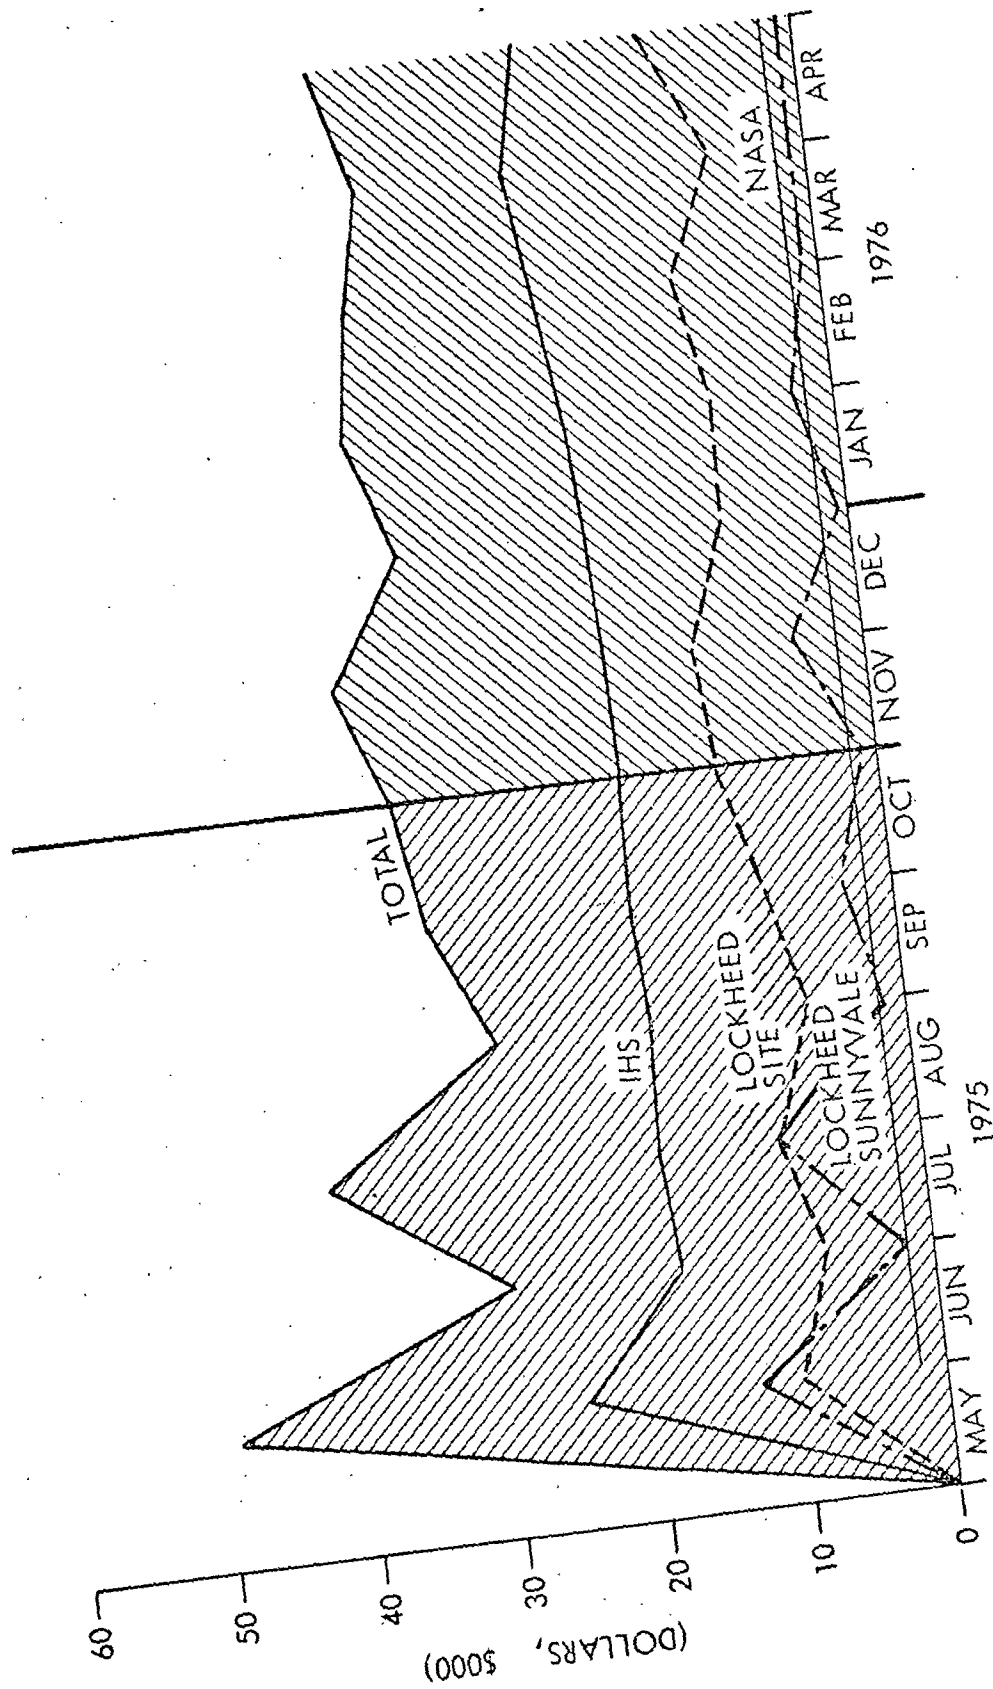 60
50
40
30
20
10
0
(DOLLARS, $000)
TOTAL
IHS
LOCKHEED
SITE
LOCKHEED
SUNNYVALE
NASA
MAY JUN JUL AUG SEP OCT NOV DEC JAN FEB MAR APR
1975 1976